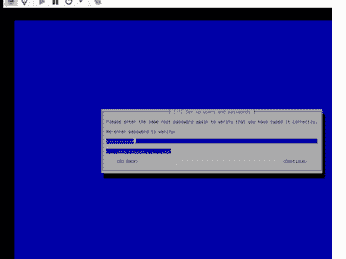 [!!] Set up users and passwords
Please enter the same root password again to verify that you have typed it correctly.
Re-enter password to verify:
<Go Back>
<Continue>